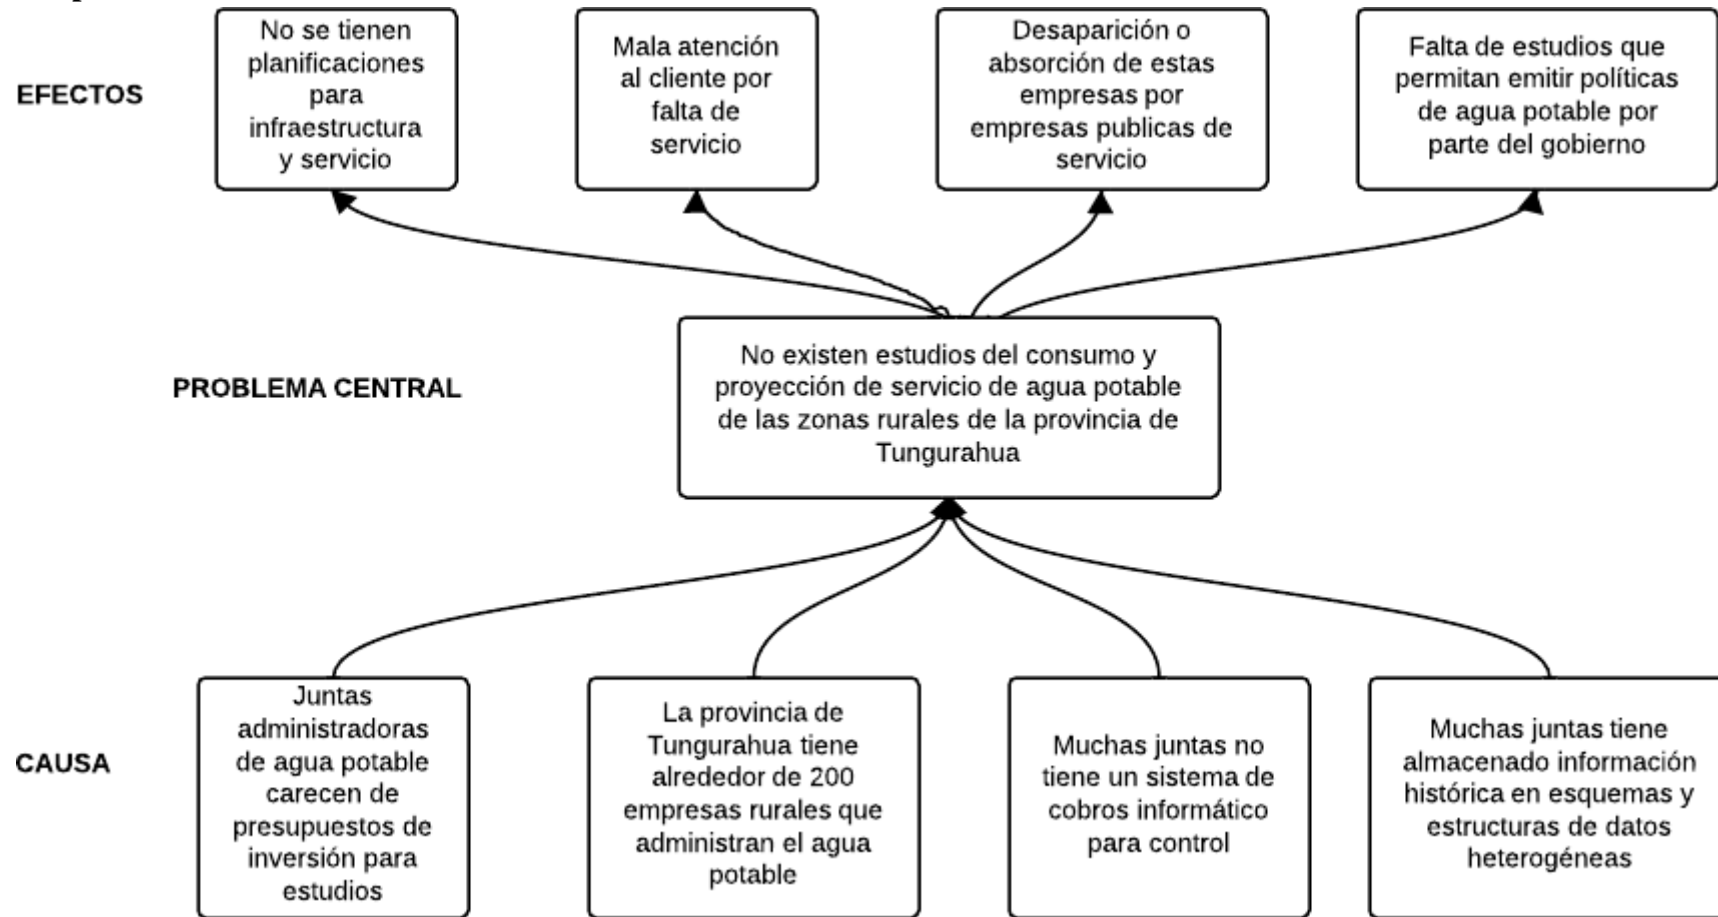 EFECTOS
No se tienen
planificaciones
para
infraestructura
y servicio
Mala atención
al cliente por
falta de
servicio
Desaparición o
absorción de estas
empresas por
empresas publicas de
servicio
Falta de estudios que
permitan emitir políticas
de agua potable por
parte del gobierno
PROBLEMA CENTRAL
No existen estudios del consumo y
proyección de servicio de agua potable
de las zonas rurales de la provincia de
Tungurahua
CAUSA
Juntas
administradoras
de agua potable
carecen de
presupuestos de
inversión para
estudios
La provincia de
Tungurahua tiene
alrededor de 200
empresas rurales que
administran el agua
potable
Muchas juntas no
tiene un sistema de
cobros informático
para control
Muchas juntas tiene
almacenado información
histórica en esquemas y
estructuras de datos
heterogéneas